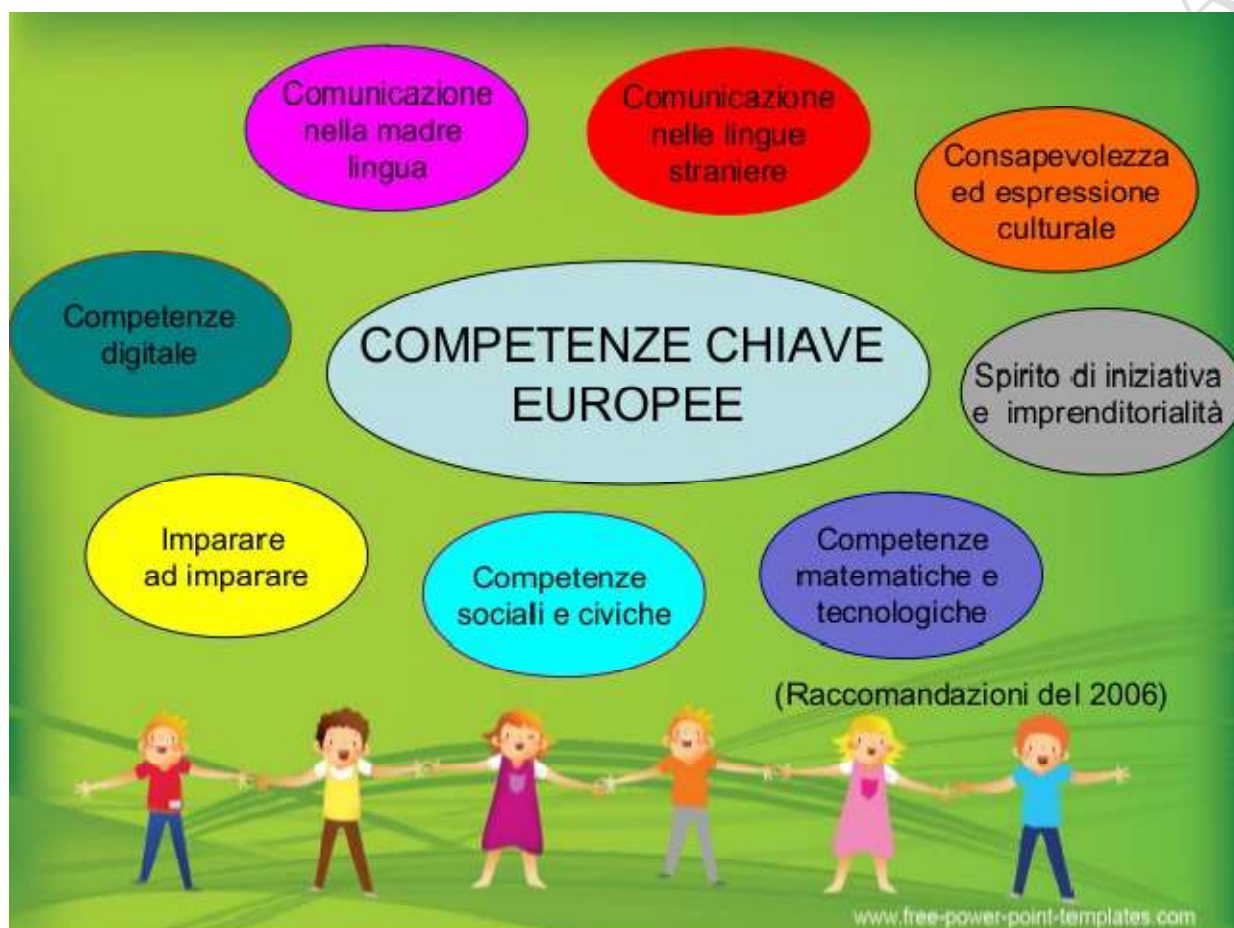 Comunicazione
nella madre
lingua
Comunicazione
nelle lingue
straniere
Consapevolezza
ed espressione
culturale
Competenze
digitale
COMPETENZE CHIAVE
EUROPEE
Spirito di iniziativa
e imprenditorialità
Imparare
ad imparare
Competenze
sociali e civiche
Competenze
matematiche e
tecnologiche
(Raccomandazioni del 2006)
www.free-power-point-templates.com